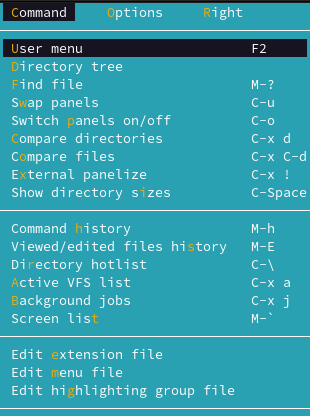 Command Options Right
User menu F2
Directory tree
Find file M-?
Swap panels C-u
Switch panels on/off C-o
Compare directories C-x d
Compare files C-x C-d
External panelize C-x !
Show directory sizes C-Space
Command history M-h
Viewed/edited files history M-E
Directory hotlist C-\
Active VFS list C-x a
Background jobs C-x j
Screen list M-`
Edit extension file
Edit menu file
Edit highlighting group file